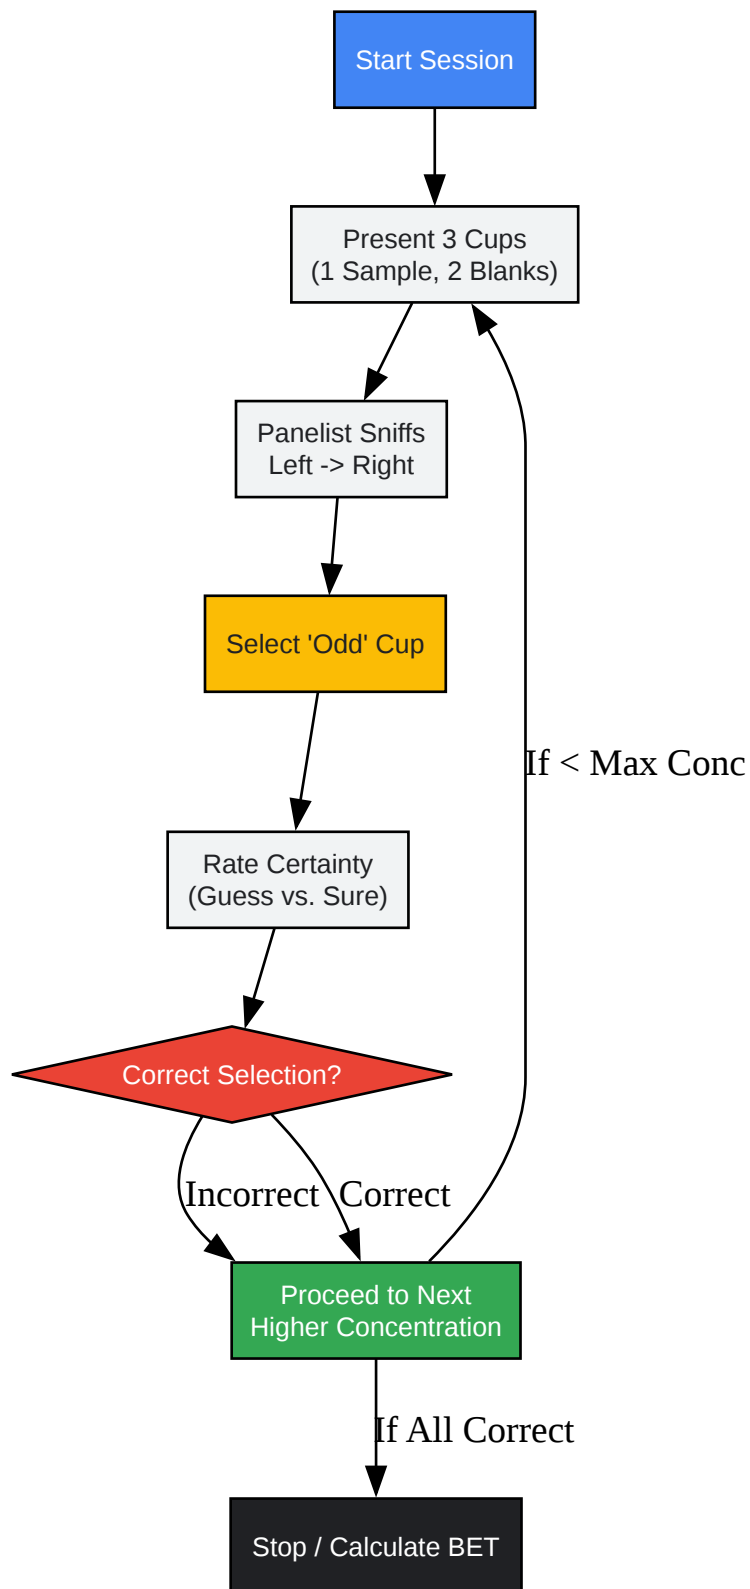 Start Session
Present 3 Cups
(1 Sample, 2 Blanks)
Panelist Sniffs
Left -> Right
Select 'Odd' Cup
If < Max Conc
Rate Certainty
(Guess vs. Sure)
Correct Selection?
Incorrect
Correct
Proceed to Next
Higher Concentration
If All Correct
Stop / Calculate BET